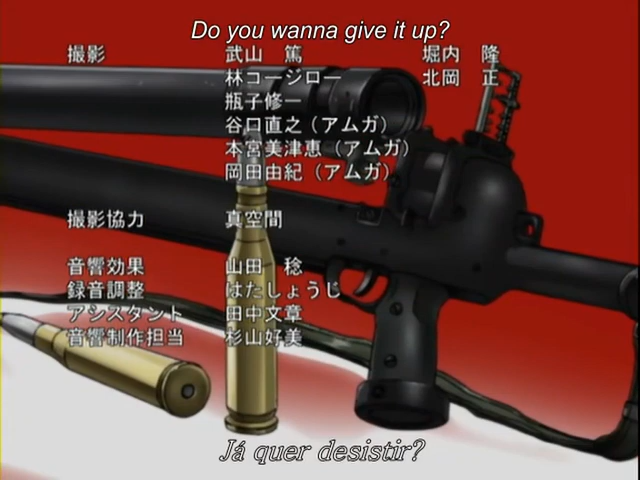 Do you wanna give it up?
撮影 武山 篤 堀内 隆
林コージロー 北岡 正
瓶子修一
谷口直之（アムガ）
本宮美津恵（アムガ）
岡田由紀（アムガ）
撮影協力 真空間
音響効果 山田 稔
録音調整 はたしょうじ
アシスタント 田中文章
音響制作担当 杉山好美
Já quer desistir?